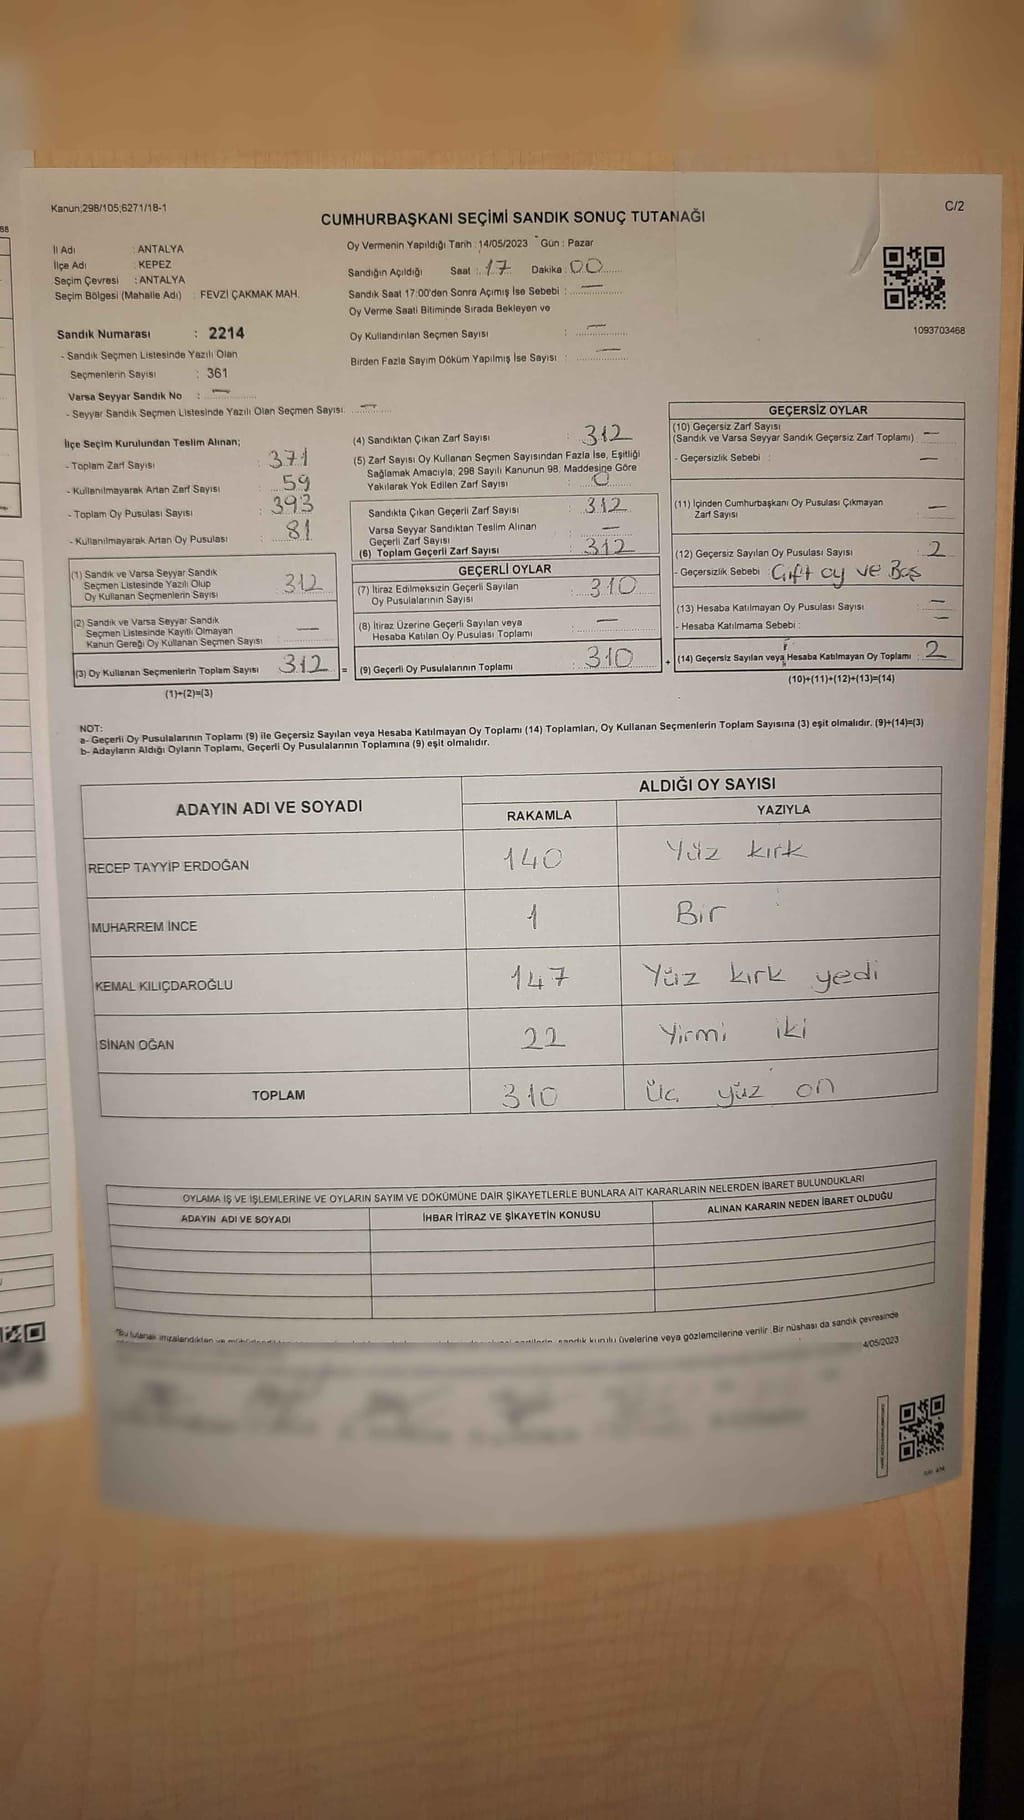 Kanun;298/105;6271/18-1
C/2
CUMHURBAŞKANI SEÇİMİ SANDIK SONUÇ TUTANAĞI
İl Adı : ANTALYA
İlçe Adı : KEPEZ
Seçim Çevresi : ANTALYA
Seçim Bölgesi (Mahalle Adı) : FEVZİ ÇAKMAK MAH.
Sandık Numarası : 2214
- Sandık Seçmen Listesinde Yazılı Olan
Seçmenlerin Sayısı : 361
Varsa Seyyar Sandık No : —
- Seyyar Sandık Seçmen Listesinde Yazılı Olan Seçmen Sayısı: —
Oy Vermenin Yapıldığı Tarih : 14/05/2023 Gün : Pazar
Sandığın Açıldığı Saat : 17 Dakika : 00
Sandık Saat 17:00'den Sonra Açımış İse Sebebi : —
Oy Verme Saati Bitiminde Sırada Bekleyen ve
Oy Kullandırılan Seçmen Sayısı : —
Birden Fazla Sayım Döküm Yapılmış İse Sayısı : —
1093703468
İlçe Seçim Kurulundan Teslim Alınan;
- Toplam Zarf Sayısı : 371
- Kullanılmayarak Artan Zarf Sayısı : 59
- Toplam Oy Pusulası Sayısı : 393
- Kullanılmayarak Artan Oy Pusulası : 81
(1) Sandık ve Varsa Seyyar Sandık
Seçmen Listesinde Yazılı Olup
Oy Kullanan Seçmenlerin Sayısı : 312
(2) Sandık ve Varsa Seyyar Sandık
Seçmen Listesinde Kayıtlı Olmayan
Kanun Gereği Oy Kullanan Seçmen Sayısı : —
(3) Oy Kullanan Seçmenlerin Toplam Sayısı : 312 =
(1)+(2)=(3)
(4) Sandıktan Çıkan Zarf Sayısı : 312
(5) Zarf Sayısı Oy Kullanan Seçmen Sayısından Fazla İse, Eşitliği
Sağlamak Amacıyla, 298 Sayılı Kanunun 98. Maddesine Göre
Yakılarak Yok Edilen Zarf Sayısı : 0
Sandıkta Çıkan Geçerli Zarf Sayısı : 312
Varsa Seyyar Sandıktan Teslim Alınan
Geçerli Zarf Sayısı : —
(6) Toplam Geçerli Zarf Sayısı : 312
GEÇERLİ OYLAR
(7) İtiraz Edilmeksizin Geçerli Sayılan
Oy Pusulalarının Sayısı : 310
(8) İtiraz Üzerine Geçerli Sayılan veya
Hesaba Katılan Oy Pusulası Toplamı : —
(9) Geçerli Oy Pusulalarının Toplamı : 310 +
GEÇERSİZ OYLAR
(10) Geçersiz Zarf Sayısı
(Sandık ve Varsa Seyyar Sandık Geçersiz Zarf Toplamı) : —
- Geçersizlik Sebebi : —
(11) İçinden Cumhurbaşkanı Oy Pusulası Çıkmayan
Zarf Sayısı : —
(12) Geçersiz Sayılan Oy Pusulası Sayısı : 2
- Geçersizlik Sebebi : Çift oy ve Boş
(13) Hesaba Katılmayan Oy Pusulası Sayısı : —
- Hesaba Katılmama Sebebi : —
(14) Geçersiz Sayılan veya Hesaba Katılmayan Oy Toplamı : 2
(10)+(11)+(12)+(13)=(14)
NOT:
a- Geçerli Oy Pusulalarının Toplamı (9) ile Geçersiz Sayılan veya Hesaba Katılmayan Oy Toplamı (14) Toplamları, Oy Kullanan Seçmenlerin Toplam Sayısına (3) eşit olmalıdır. (9)+(14)=(3)
b- Adayların Aldığı Oyların Toplamı, Geçerli Oy Pusulalarının Toplamına (9) eşit olmalıdır.
ADAYIN ADI VE SOYADI
ALDIĞI OY SAYISI
RAKAMLA YAZIYLA
RECEP TAYYİP ERDOĞAN 140 Yüz kırk
MUHARREM İNCE 1 Bir
KEMAL KILIÇDAROĞLU 147 Yüz kırk yedi
SİNAN OĞAN 22 Yirmi iki
TOPLAM 310 Üç yüz on
OYLAMA İŞ VE İŞLEMLERİNE VE OYLARIN SAYIM VE DÖKÜMÜNE DAİR ŞİKAYETLERLE BUNLARA AİT KARARLARIN NELERDEN İBARET BULUNDUKLARI
ADAYIN ADI VE SOYADI İHBAR İTİRAZ VE ŞİKAYETİN KONUSU ALINAN KARARIN NEDEN İBARET OLDUĞU
*Bu tutanak imzalandıktan sandık kurulu üyelerine veya gözlemcilerine verilir. Bir nüshası da sandık çevresinde
4/05/2023